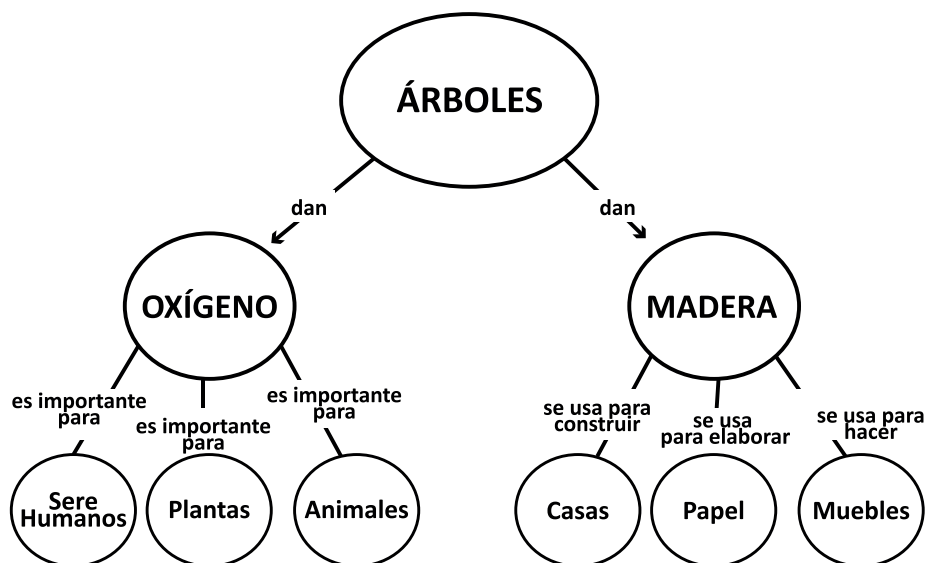 ÁRBOLES
dan
dan
OXÍGENO
MADERA
es importante
para
es importante
para
es importante
para
se usa para
construir
se usa
para elaborar
se usa para
hacer
Sere
Humanos
Plantas
Animales
Casas
Papel
Muebles